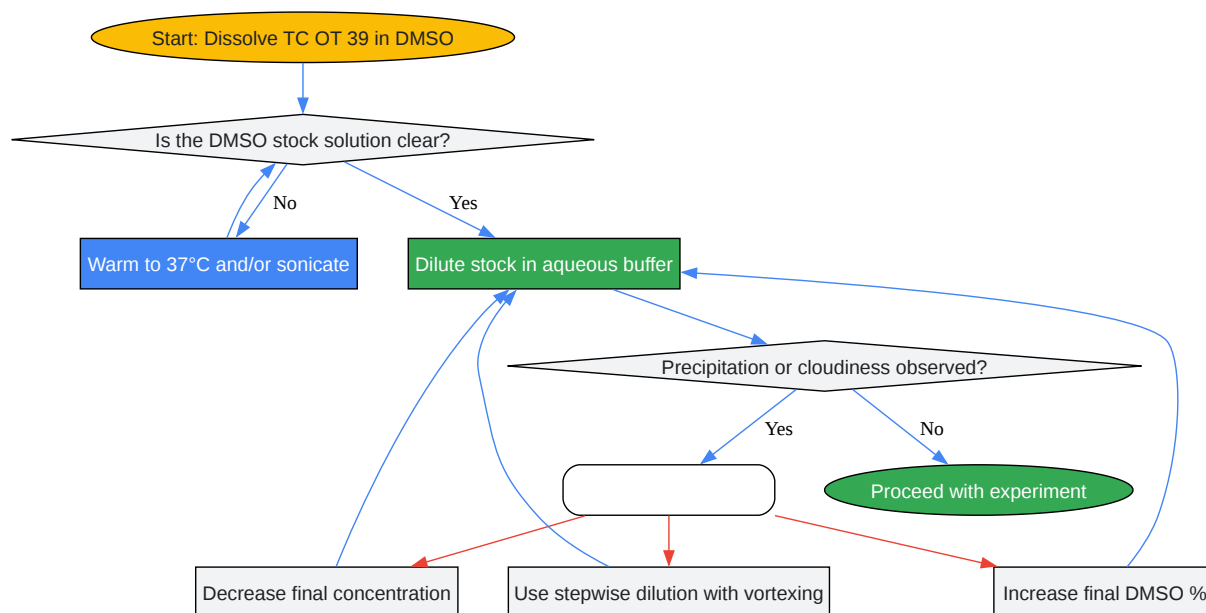 Start: Dissolve TC OT 39 in DMSO
Is the DMSO stock solution clear?
No
Yes
Warm to 37°C and/or sonicate
Dilute stock in aqueous buffer
Precipitation or cloudiness observed?
Yes
No
Proceed with experiment
Decrease final concentration
Use stepwise dilution with vortexing
Increase final DMSO %